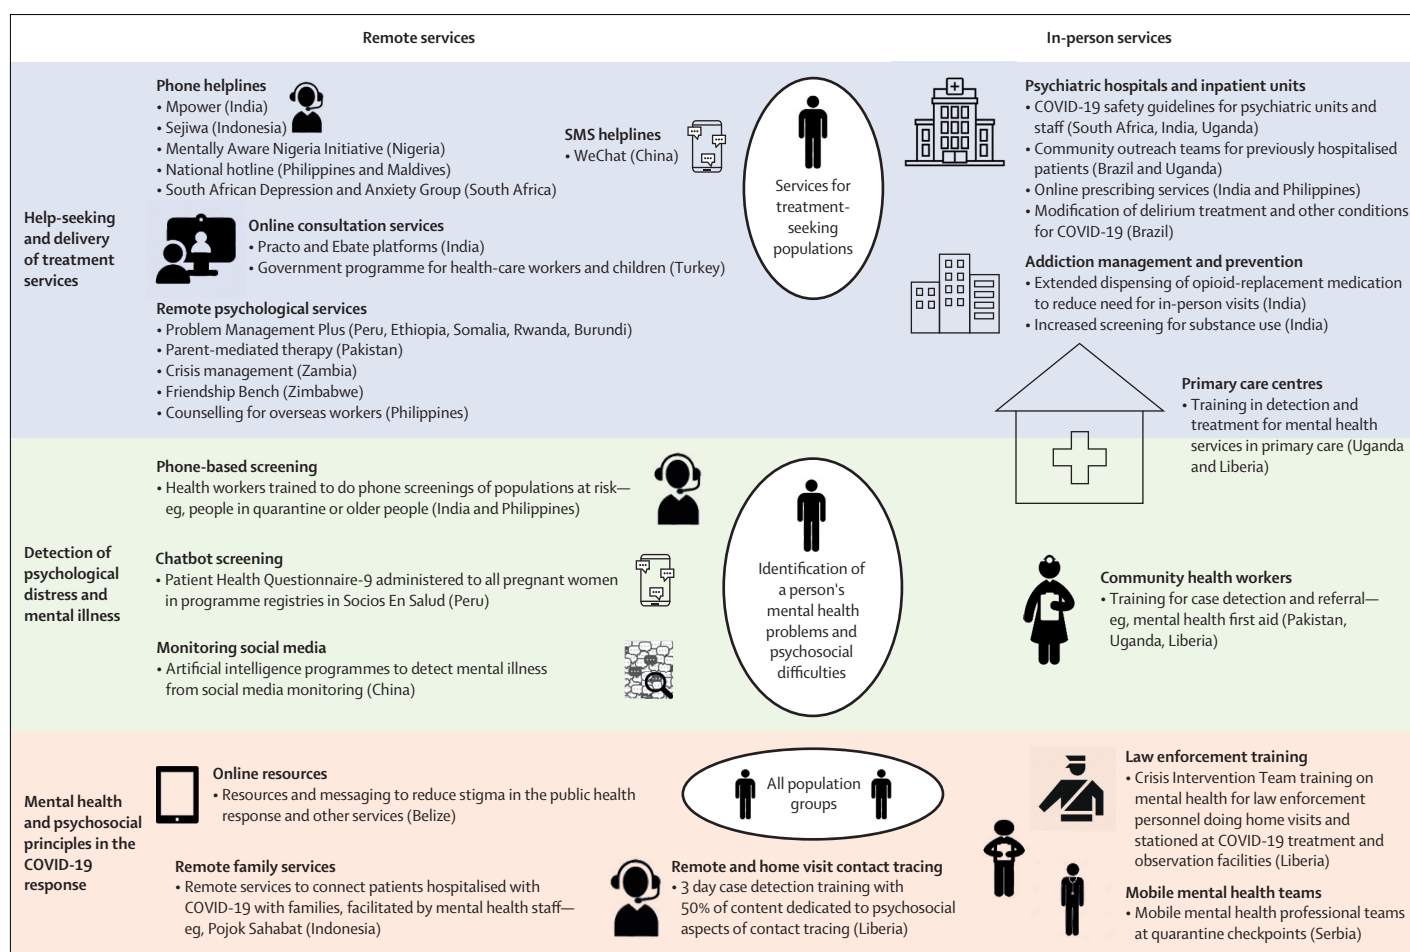 Remote services
In-person services
Help-seeking
and delivery
of treatment
services
Phone helplines
• Mpower (India)
• Sejiwa (Indonesia)
• Mentally Aware Nigeria Initiative (Nigeria)
• National hotline (Philippines and Maldives)
• South African Depression and Anxiety Group (South Africa)
SMS helplines
• WeChat (China)
Online consultation services
• Practo and Ebate platforms (India)
• Government programme for health-care workers and children (Turkey)
Remote psychological services
• Problem Management Plus (Peru, Ethiopia, Somalia, Rwanda, Burundi)
• Parent-mediated therapy (Pakistan)
• Crisis management (Zambia)
• Friendship Bench (Zimbabwe)
• Counselling for overseas workers (Philippines)
Services for
treatment-
seeking
populations
Psychiatric hospitals and inpatient units
• COVID-19 safety guidelines for psychiatric units and
staff (South Africa, India, Uganda)
• Community outreach teams for previously hospitalised
patients (Brazil and Uganda)
• Online prescribing services (India and Philippines)
• Modification of delirium treatment and other conditions
for COVID-19 (Brazil)
Addiction management and prevention
• Extended dispensing of opioid-replacement medication
to reduce need for in-person visits (India)
• Increased screening for substance use (India)
Primary care centres
• Training in detection and
treatment for mental health
services in primary care (Uganda
and Liberia)
Detection of
psychological
distress and
mental illness
Phone-based screening
• Health workers trained to do phone screenings of populations at risk—
eg, people in quarantine or older people (India and Philippines)
Chatbot screening
• Patient Health Questionnaire-9 administered to all pregnant women
in programme registries in Socios En Salud (Peru)
Monitoring social media
• Artificial intelligence programmes to detect mental illness
from social media monitoring (China)
Identification of
a person's
mental health
problems and
psychosocial
difficulties
Community health workers
• Training for case detection and referral—
eg, mental health first aid (Pakistan,
Uganda, Liberia)
Mental health
and psychosocial
principles in the
COVID-19
response
Online resources
• Resources and messaging to reduce stigma in the public health
response and other services (Belize)
Remote family services
• Remote services to connect patients hospitalised with
COVID-19 with families, facilitated by mental health staff—
eg, Pojok Sahabat (Indonesia)
All population
groups
Remote and home visit contact tracing
• 3 day case detection training with
50% of content dedicated to psychosocial
aspects of contact tracing (Liberia)
Law enforcement training
• Crisis Intervention Team training on
mental health for law enforcement
personnel doing home visits and
stationed at COVID-19 treatment and
observation facilities (Liberia)
Mobile mental health teams
• Mobile mental health professional teams
at quarantine checkpoints (Serbia)